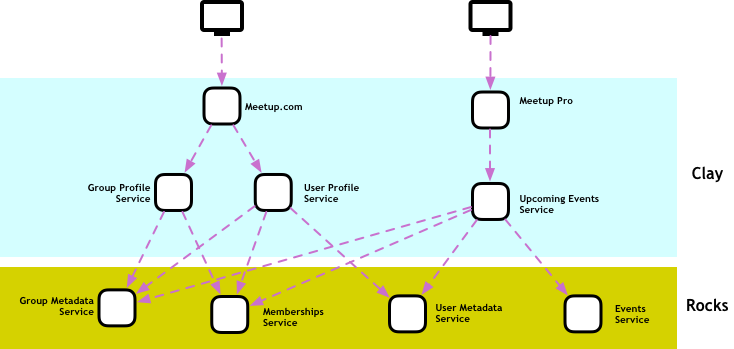 Meetup.com
Meetup Pro
Clay
Group Profile
Service
User Profile
Service
Upcoming Events
Service
Rocks
Group Metadata
Service
Memberships
Service
User Metadata
Service
Events
Service